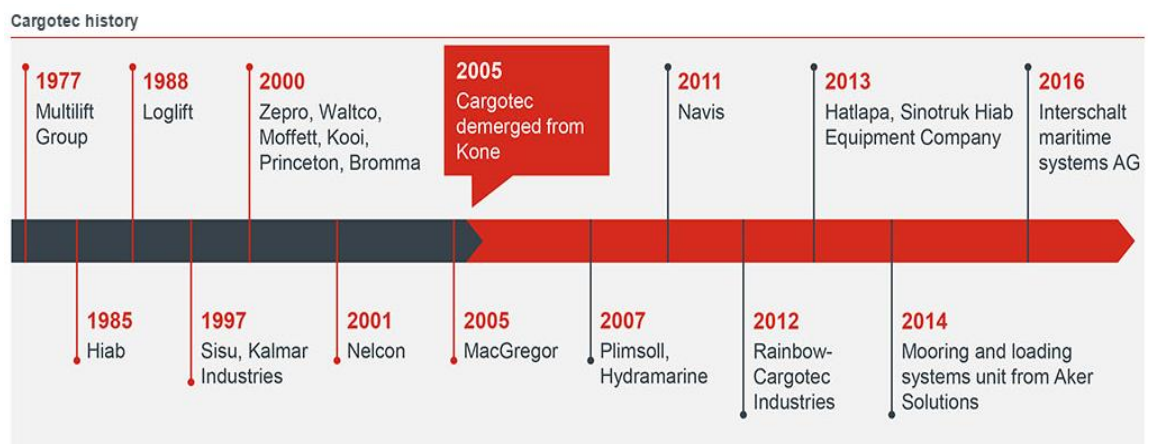 Cargotec history
1977
Multilift
Group
1988
Loglift
2000
Zepro, Waltco,
Moffett, Kooi,
Princeton, Bromma
2005
Cargotec
demerged from
Kone
2011
Navis
2013
Hatlapa, Sinotruk Hiab
Equipment Company
2016
Interschalt
maritime
systems AG
1985
Hiab
1997
Sisu, Kalmar
Industries
2001
Nelcon
2005
MacGregor
2007
Plimsoll,
Hydramarine
2012
Rainbow-
Cargotec
Industries
2014
Mooring and loading
systems unit from Aker
Solutions